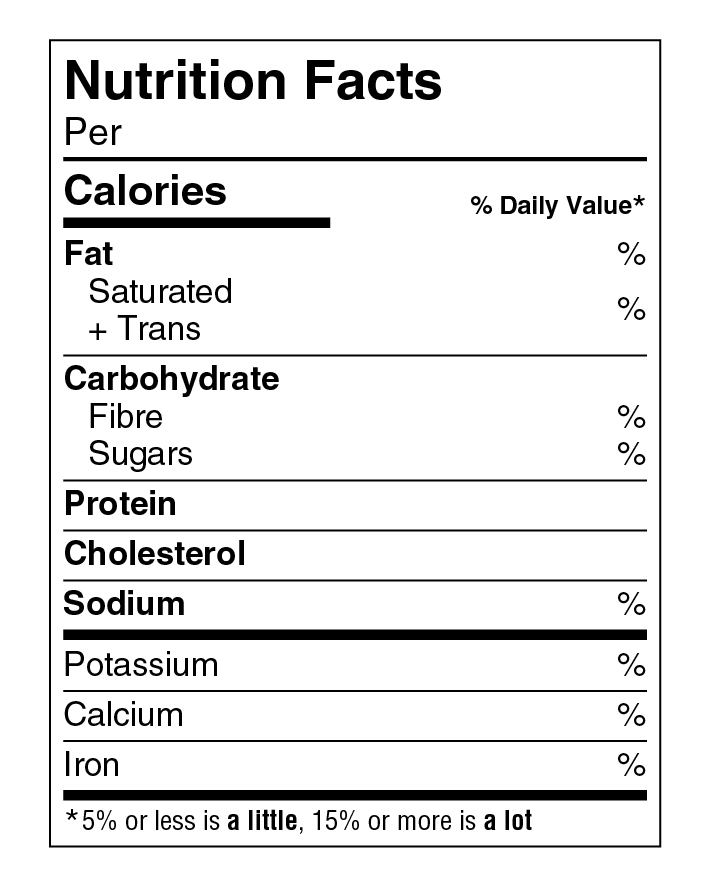 Nutrition Facts
Per
Calories
% Daily Value*
Fat %
Saturated
+ Trans %
Carbohydrate
Fibre %
Sugars %
Protein
Cholesterol
Sodium %
Potassium %
Calcium %
Iron %
*5% or less is a little, 15% or more is a lot